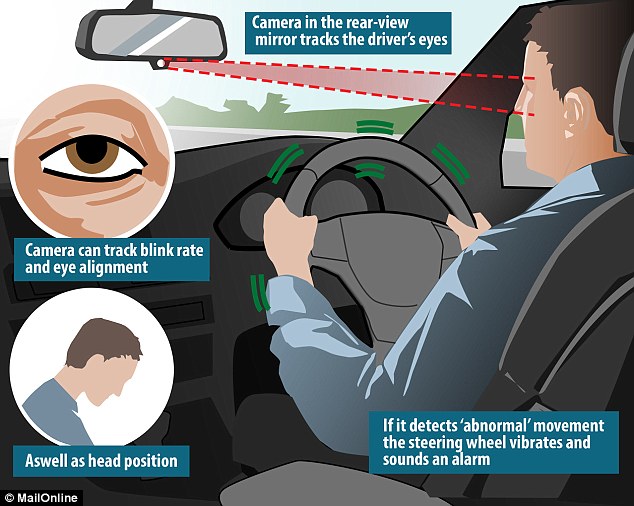 Camera in the rear-view
mirror tracks the driver's eyes
Camera can track blink rate
and eye alignment
Aswell as head position
If it detects ‘abnormal’ movement
the steering wheel vibrates and
sounds an alarm
© MailOnline